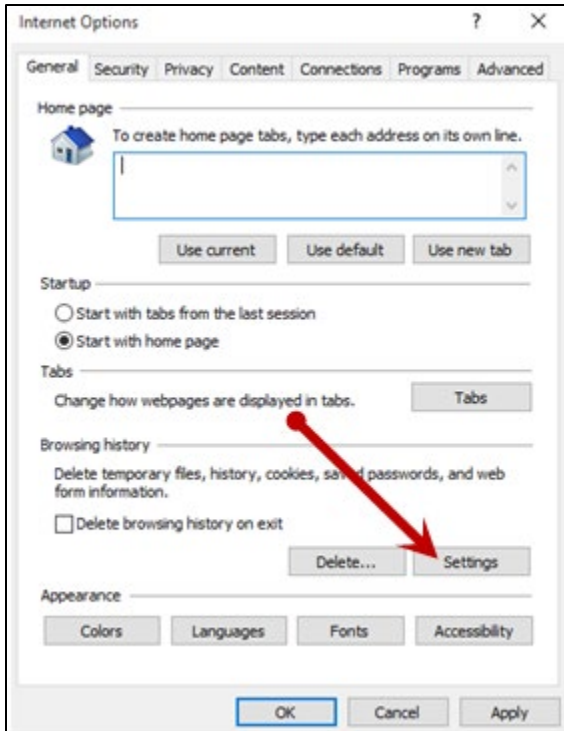 Internet Options ? ×
General Security Privacy Content Connections Programs Advanced
Home page
To create home page tabs, type each address on its own line.
Use current Use default Use new tab
Startup
Start with tabs from the last session
Start with home page
Tabs
Change how webpages are displayed in tabs. Tabs
Browsing history
Delete temporary files, history, cookies, saved passwords, and web
form information.
Delete browsing history on exit
Delete... Settings
Appearance
Colors Languages Fonts Accessibility
OK Cancel Apply